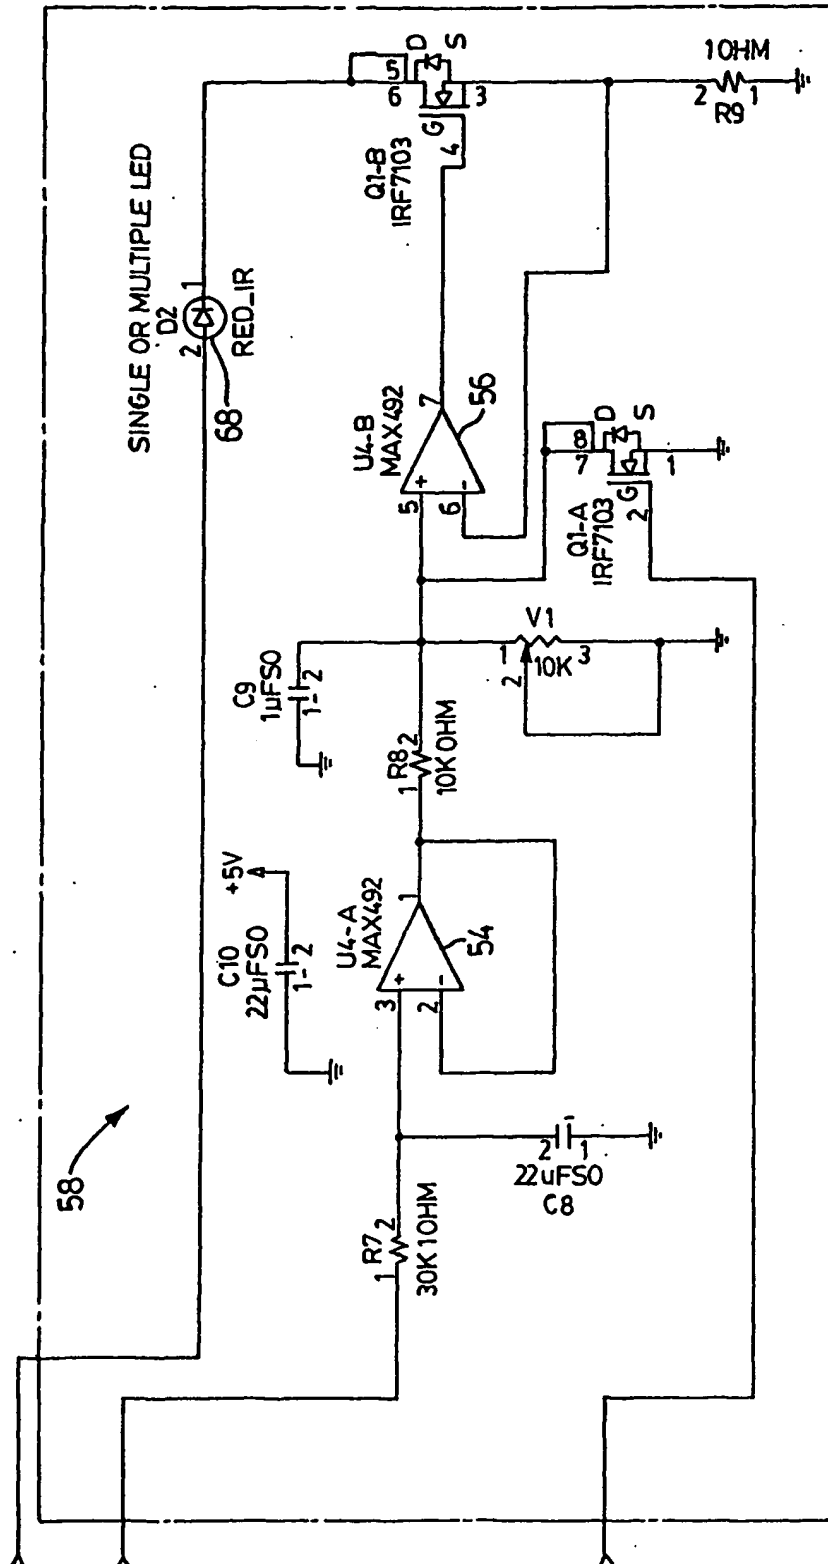 SINGLE OR MULTIPLE LED
D2
2
1
RED_IR
68
58
Q1-B
IRF7103
G
4
5
6
D
S
3
1OHM
2
1
R9
U4-B
MAX492
5
+
6
-
7
56
Q1-A
IRF7103
G
2
8
7
D
S
1
V1
1
10K
3
2
C9
1µFSO
1-2
1
R8
2
10K OHM
+5V
C10
22µFSO
1-2
U4-A
MAX492
3
+
2
-
1
54
1
R7
2
30K1OHM
2
-
1
22uFSO
C8